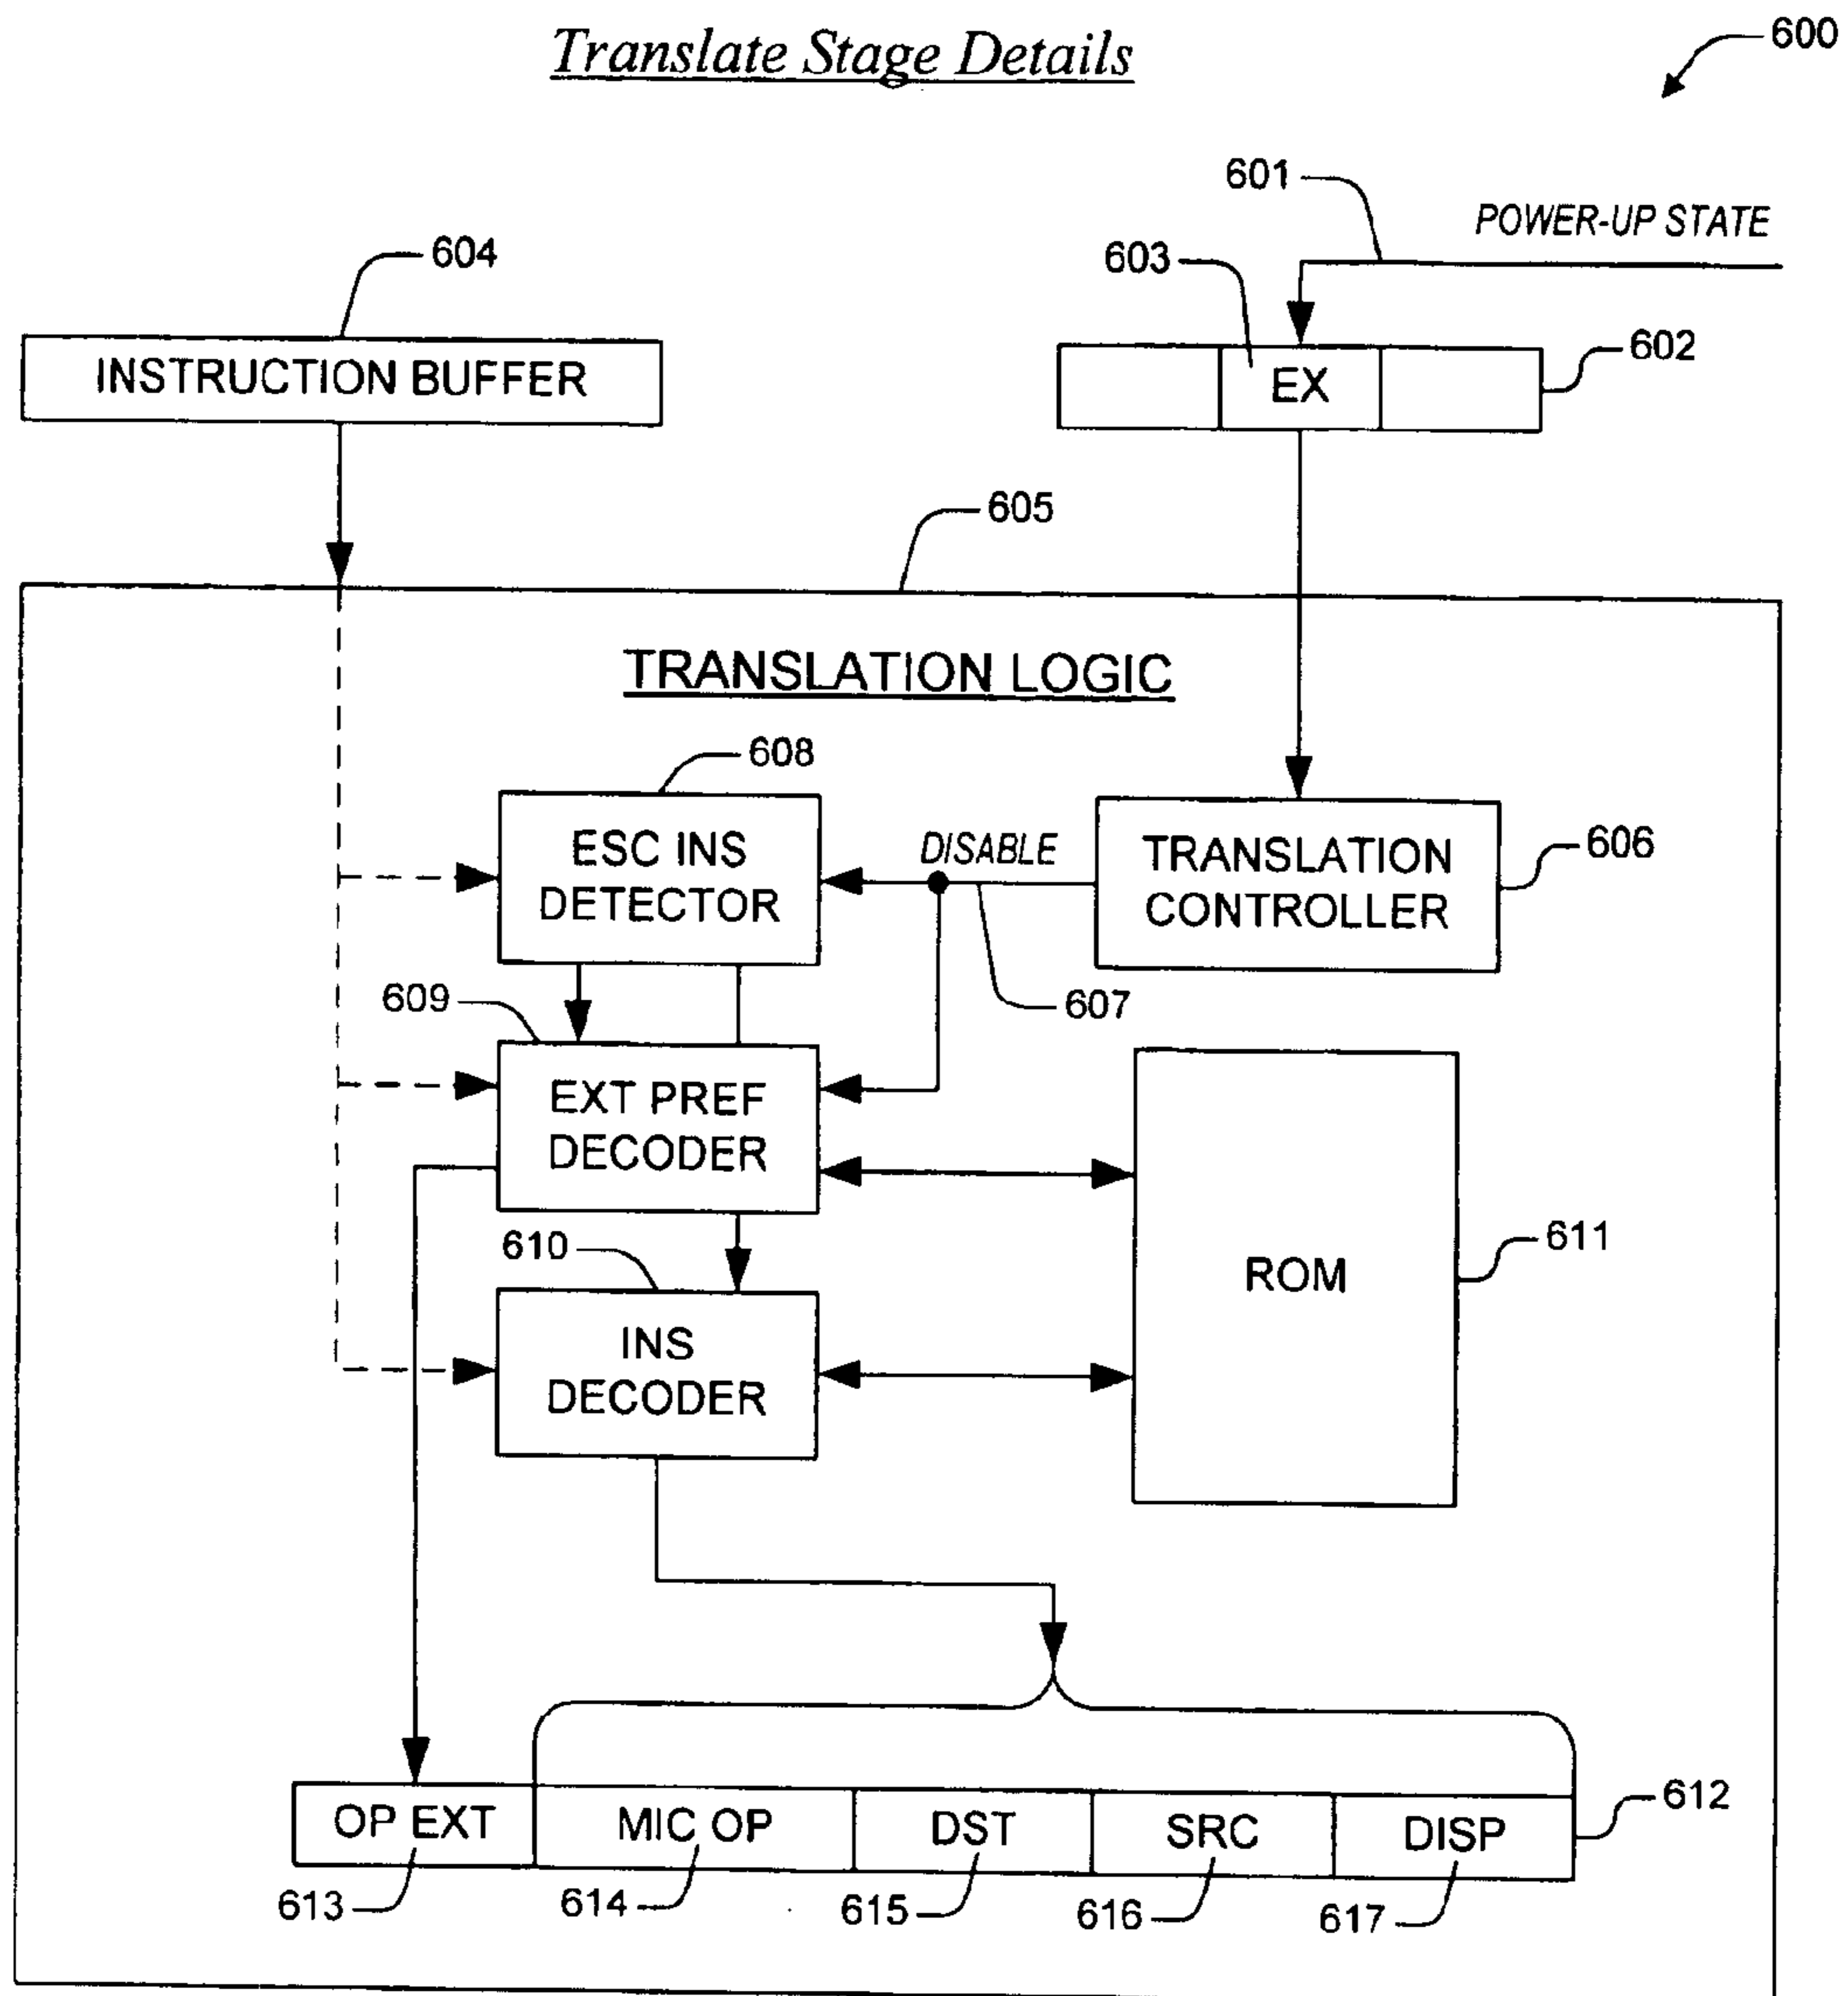 Translate Stage Details
600
601
POWER-UP STATE
603
604
602
INSTRUCTION BUFFER
EX
605
TRANSLATION LOGIC
608
ESC INS
DETECTOR
DISABLE
TRANSLATION
CONTROLLER
606
609
607
EXT PREF
DECODER
610
ROM
611
INS
DECODER
612
OP EXT
MIC OP
DST
SRC
DISP
613
614
615
616
617